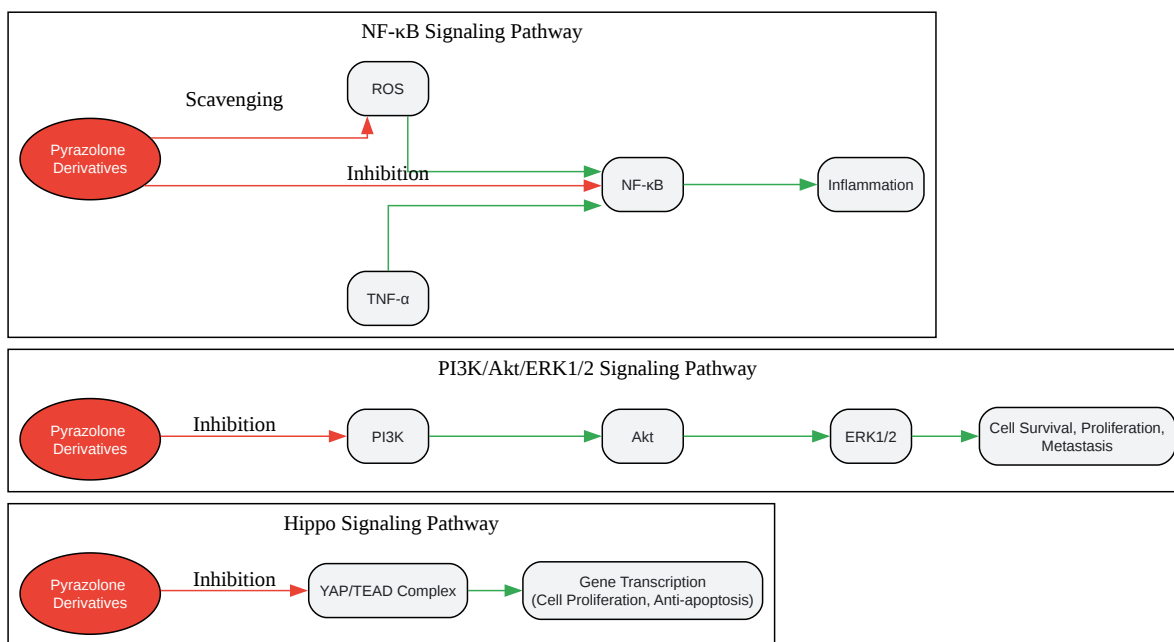 NF-κB Signaling Pathway
ROS
Scavenging
Pyrazolone
Derivatives
Inhibition
NF-κB
Inflammation
TNF-α
PI3K/Akt/ERK1/2 Signaling Pathway
Pyrazolone
Derivatives
Inhibition
PI3K
Akt
ERK1/2
Cell Survival, Proliferation,
Metastasis
Hippo Signaling Pathway
Pyrazolone
Derivatives
Inhibition
YAP/TEAD Complex
Gene Transcription
(Cell Proliferation, Anti-apoptosis)